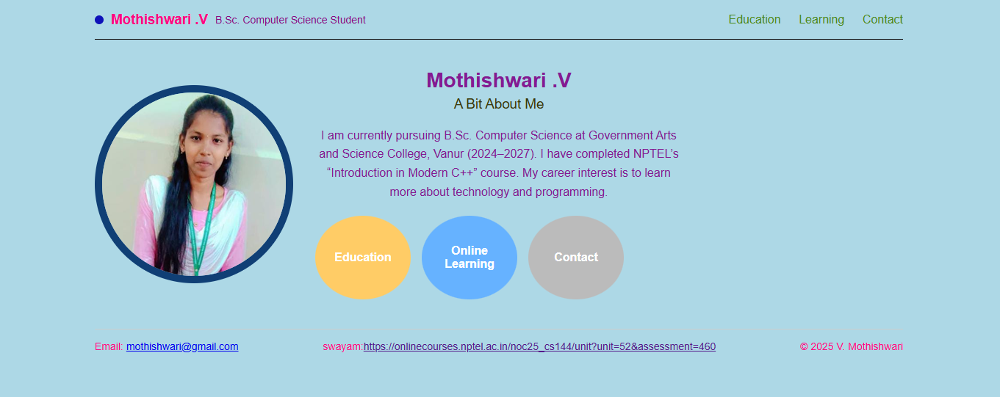 Mothishwari .V B.Sc. Computer Science Student Education Learning Contact
Mothishwari .V
A Bit About Me
I am currently pursuing B.Sc. Computer Science at Government Arts
and Science College, Vanur (2024–2027). I have completed NPTEL’s
“Introduction in Modern C++” course. My career interest is to learn
more about technology and programming.
Education
Online
Learning
Contact
Email: mothishwari@gmail.com swayam:https://onlinecourses.nptel.ac.in/noc25_cs144/unit?unit=52&assessment=460 © 2025 V. Mothishwari